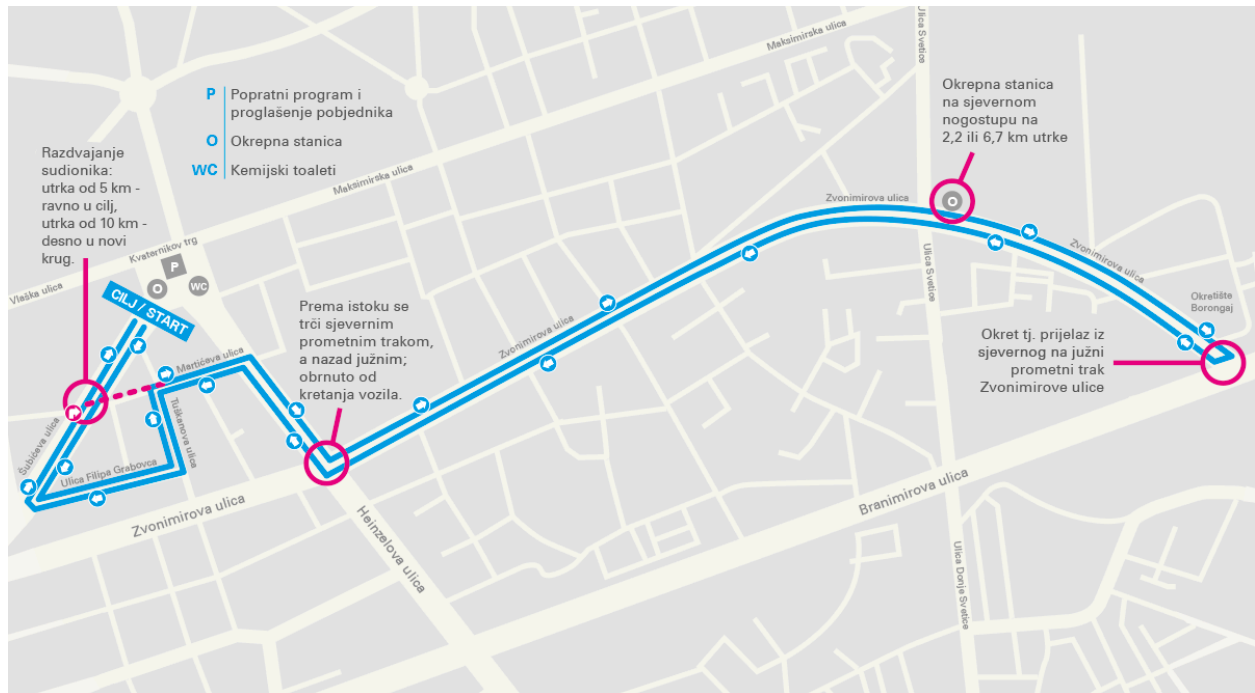 Maksimirska ulica
Ulica Svetice
P Popratni program i
proglašenje pobjednika
O Okrepna stanica
WC Kemijski toaleti
Okrepna stanica
na sjevernom
nogostupu na
2,2 ili 6,7 km utrke
Razdvajanje
sudionika:
utrka od 5 km -
ravno u cilj,
utrka od 10 km -
desno u novi
krug.
Maksimirska ulica
Zvonimirova ulica
O
Kvaternikov trg
Vlaška ulica
P
O
WC
CILJ / START
Zvonimirova ulica
Ulica Svetice
Okretište
Borongaj
Prema istoku se
trči sjevernim
prometnim trakom,
a nazad južnim;
obrnuto od
kretanja vozila.
Okret tj. prijelaz iz
sjevernog na južni
prometni trak
Zvonimirove ulice
Zvonimirova ulica
Martićeva ulica
Tuškanova ulica
Šubićeva ulica
Ulica Filipa Grabovca
Zvonimirova ulica
Heinzelova ulica
Branimirova ulica
Ulica Donje Svetice